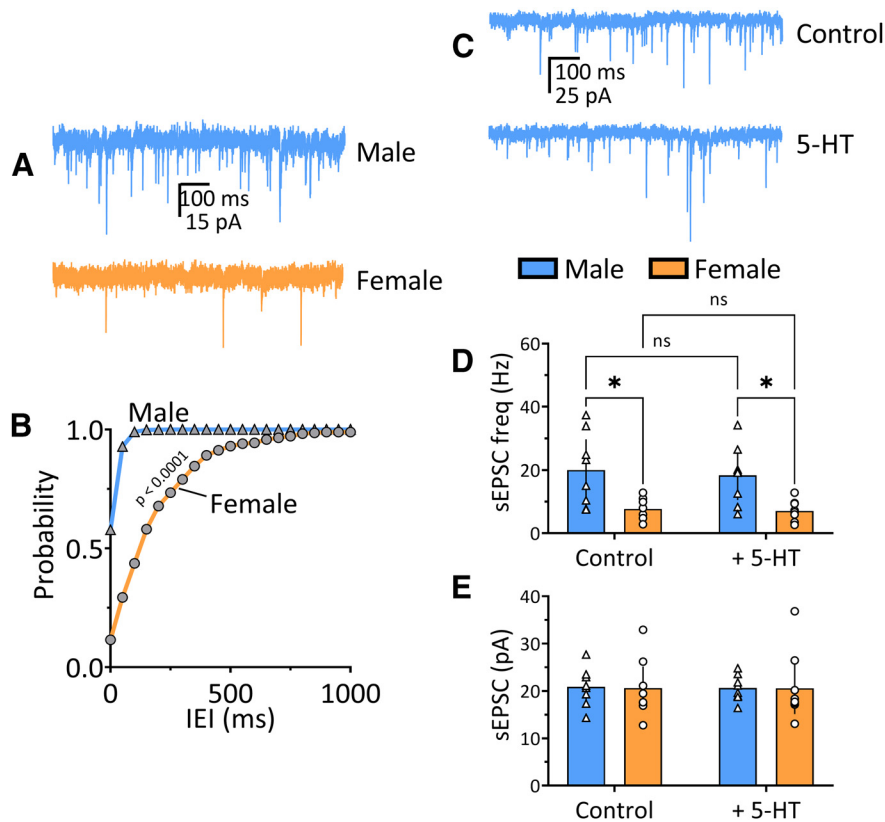 A
Male
100 ms
15 pA
Female
C
Control
100 ms
25 pA
5-HT
Male Female
B
Male
p < 0.0001
Female
Probability
1.0
0.5
0.0
0 500 1000
IEI (ms)
D
ns
ns
* *
sEPSC freq (Hz)
60
40
20
0
Control + 5-HT
E
sEPSC (pA)
40
30
20
10
0
Control + 5-HT